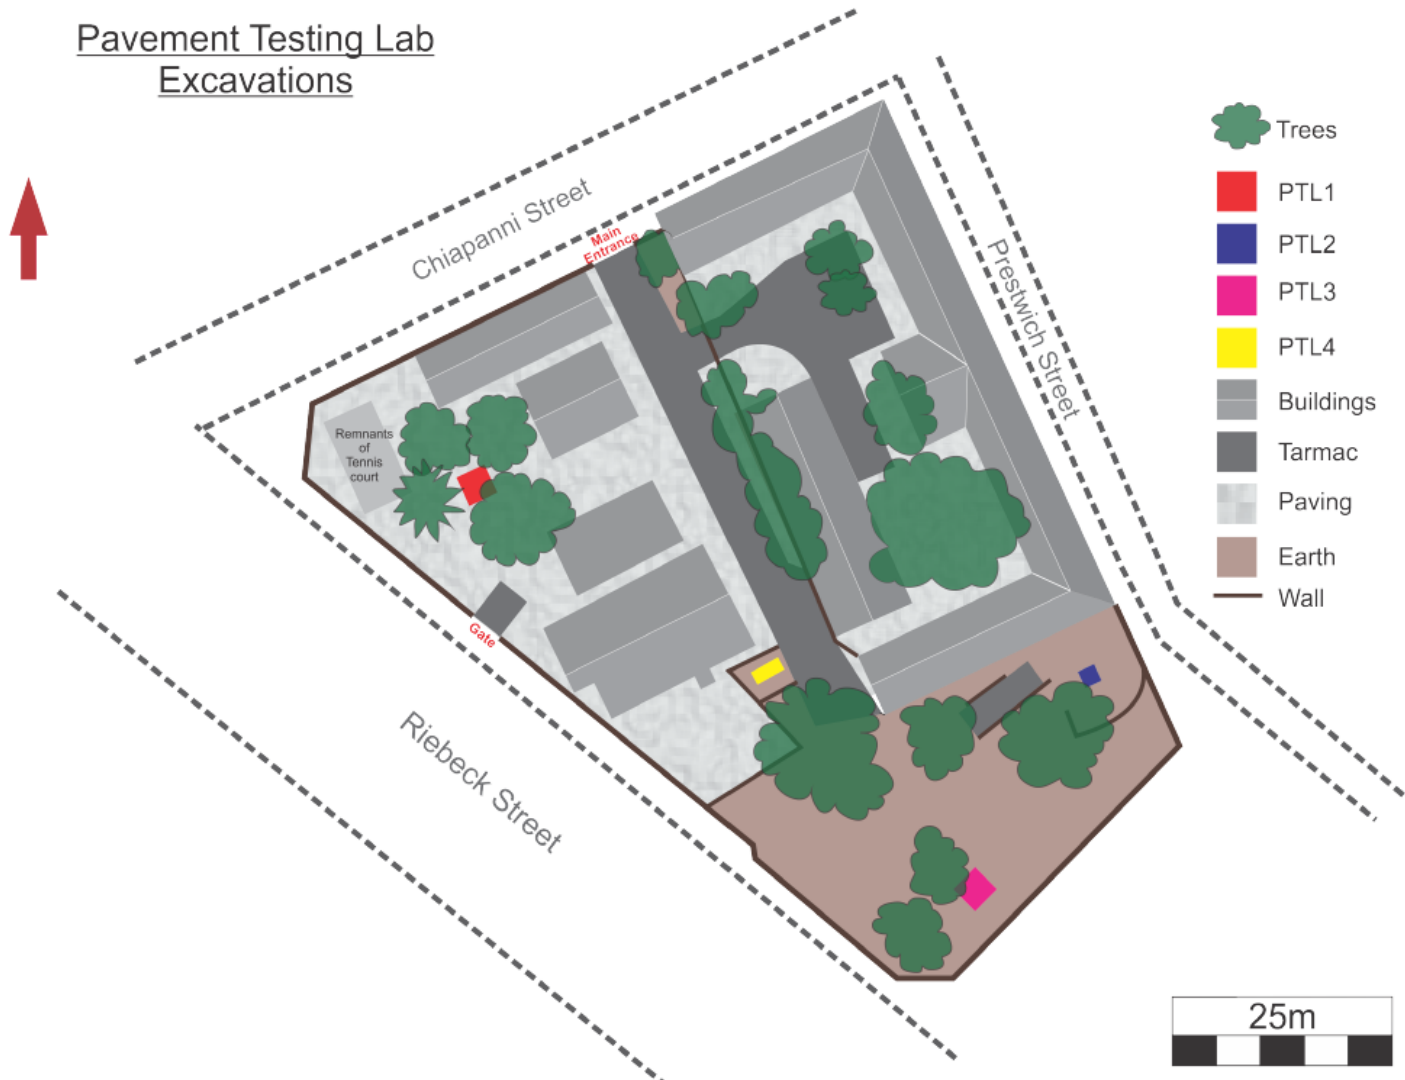 Pavement Testing Lab
Excavations
Chiapanni Street
Main
Entrance
Prestwich Street
Remnants
of
Tennis
court
Gate
Riebeck Street
Trees
PTL1
PTL2
PTL3
PTL4
Buildings
Tarmac
Paving
Earth
Wall
25m